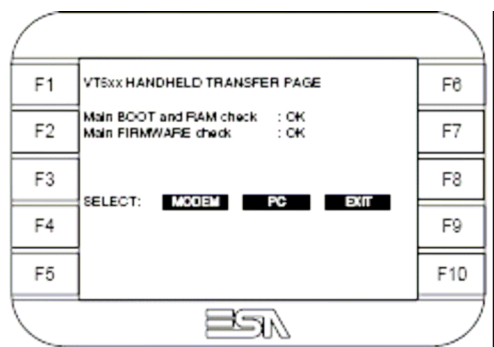 VT5xx HANDHELD TRANSFER PAGE
Main BOOT and RAM check : OK
Main FIRMWARE check : OK
SELECT: MODEM PC EXIT
F1
F2
F3
F4
F5
F6
F7
F8
F9
F10
ESA